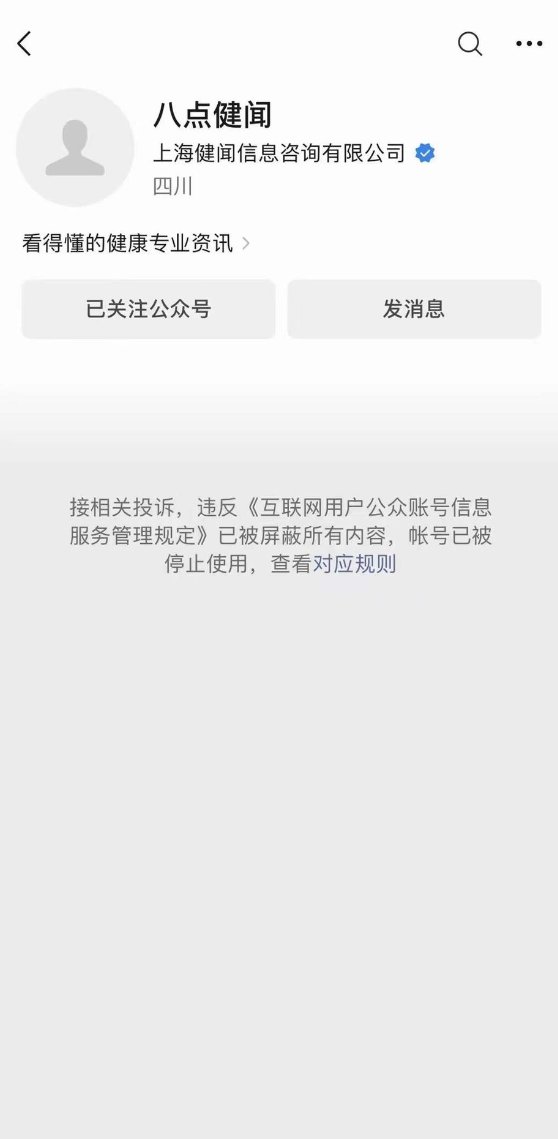 八点健闻
上海健闻信息咨询有限公司
四川
看得懂的健康专业资讯
已关注公众号
发消息
接相关投诉，违反《互联网用户公众账号信息
服务管理规定》已被屏蔽所有内容，帐号已被
停止使用，查看对应规则